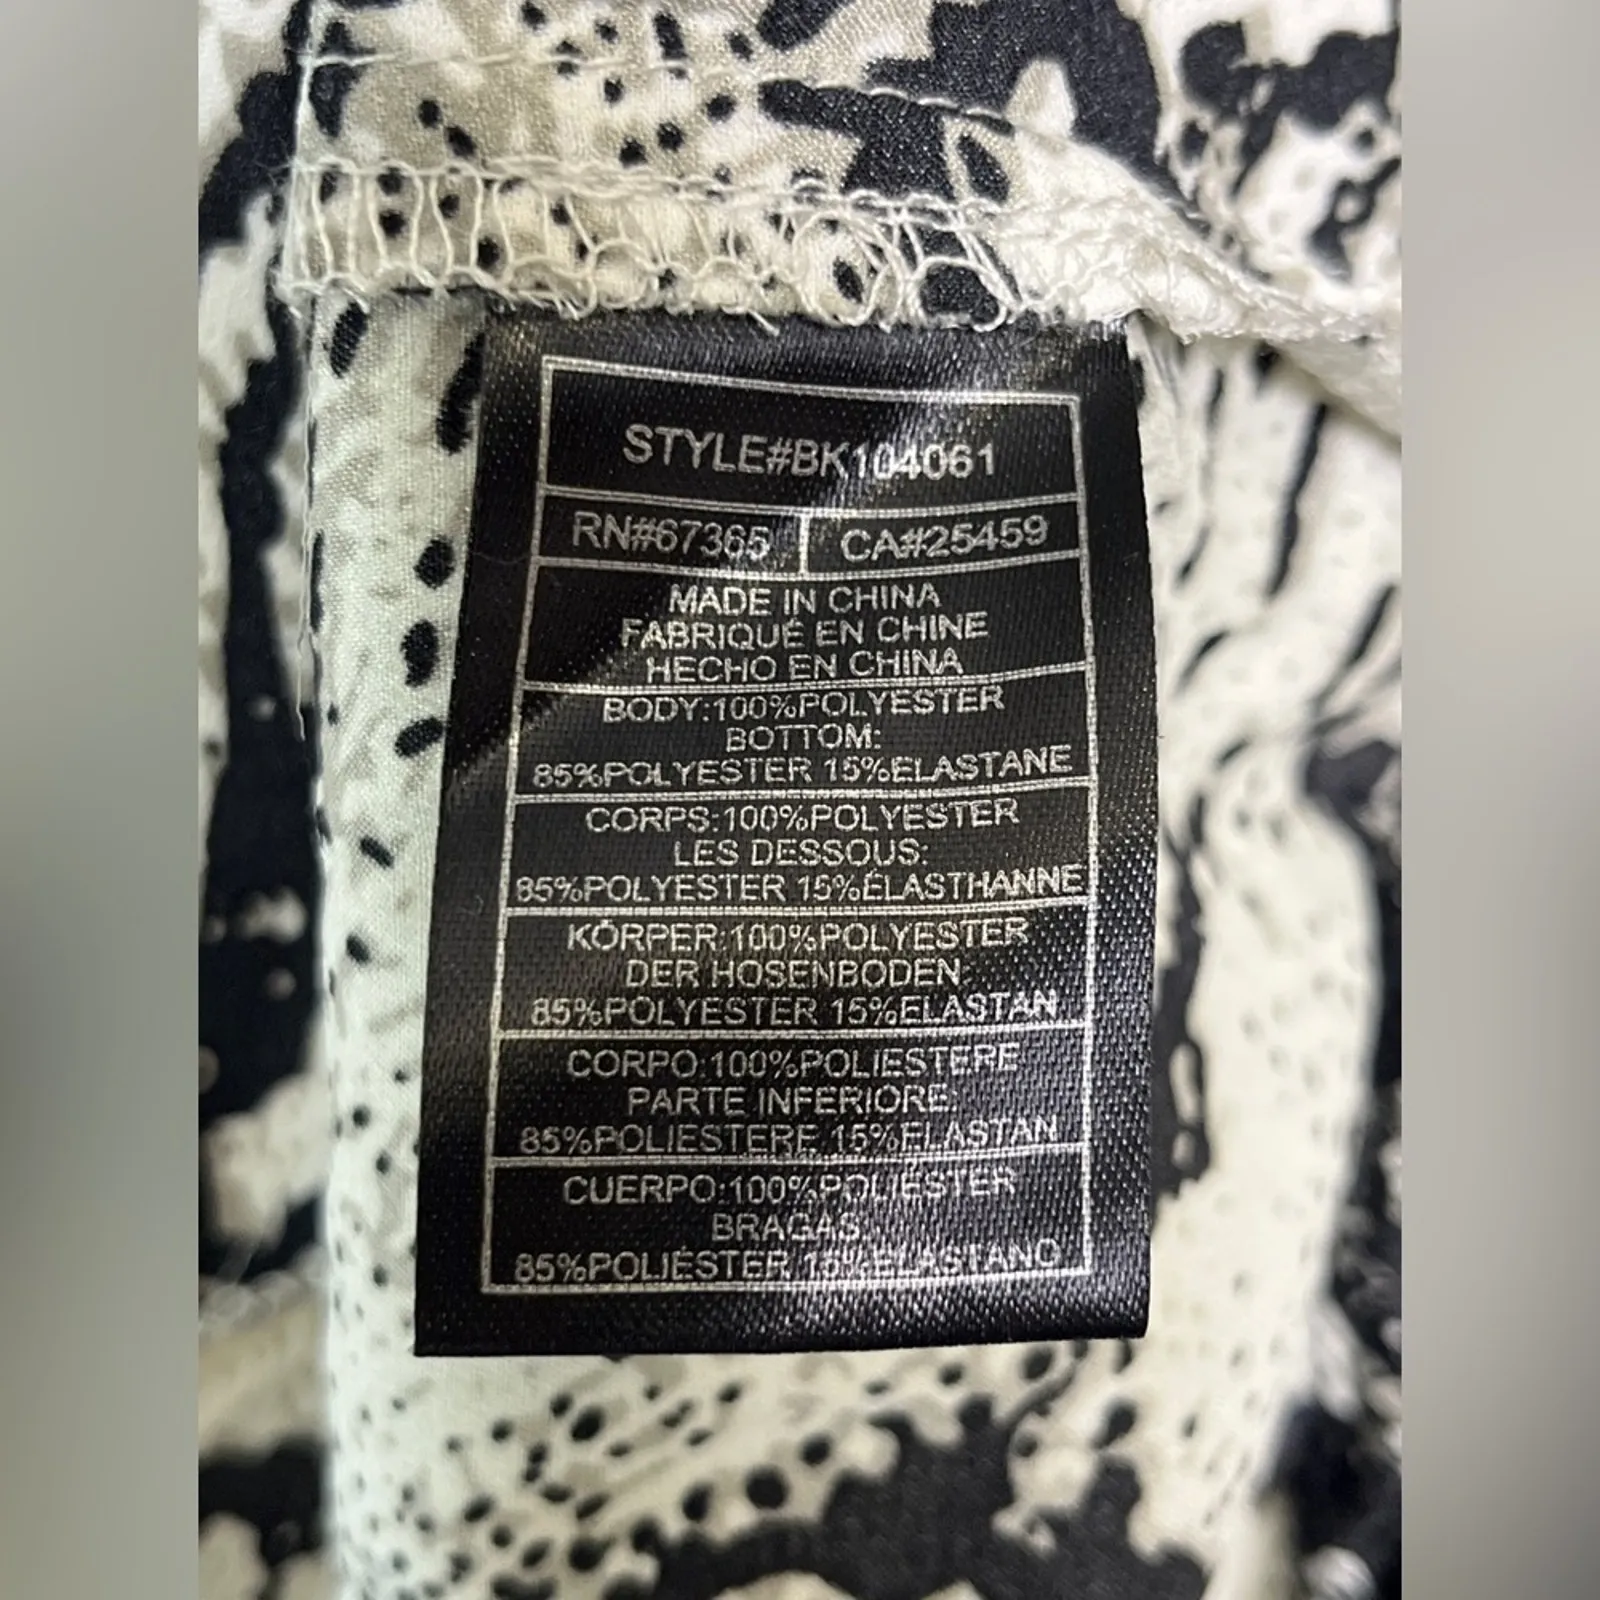 STYLE#BK104061
RN#67365 CA#25459
MADE IN CHINA
FABRIQUÉ EN CHINE
HECHO EN CHINA
BODY:100%POLYESTER
BOTTOM:
85%POLYESTER 15%ELASTANE
CORPS:100%POLYESTER
LES DESSOUS:
85%POLYESTER 15%ÉLASTHANNE
KÖRPER:100%POLYESTER
DER HOSENBODEN:
85%POLYESTER 15%ELASTAN
CORPO:100%POLIESTERE
PARTE INFERIORE:
85%POLIESTERE 15%ELASTAN
CUERPO:100%POLIÉSTER
BRAGAS:
85%POLIÉSTER 15%ELASTANO